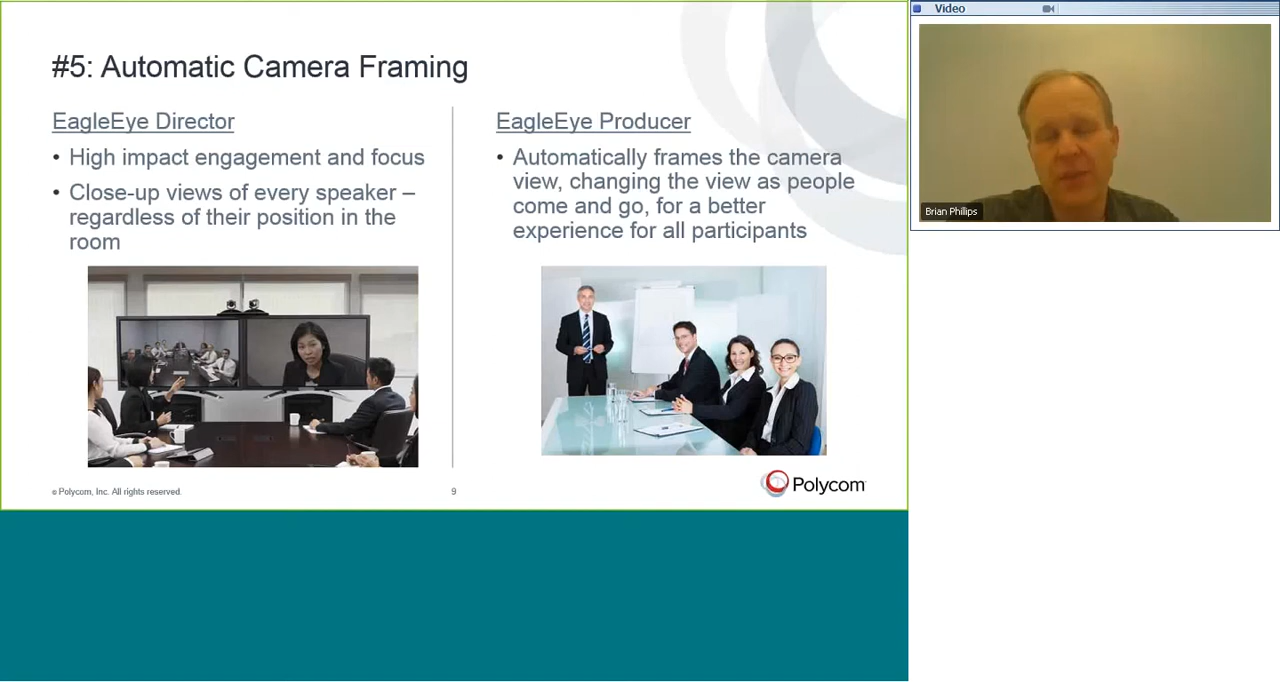 #5: Automatic Camera Framing
EagleEye Director
• High impact engagement and focus
• Close-up views of every speaker –
regardless of their position in the
room
EagleEye Producer
• Automatically frames the camera
view, changing the view as people
come and go, for a better
experience for all participants
© Polycom, Inc. All rights reserved.
9
Polycom
Video
Brian Phillips